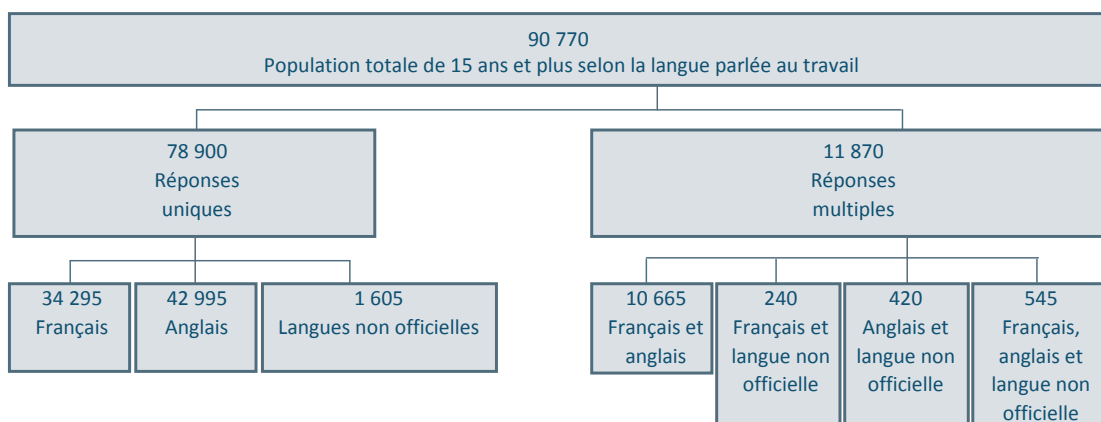 90 770
Population totale de 15 ans et plus selon la langue parlée au travail
78 900
Réponses
uniques
11 870
Réponses
multiples
34 295
Français
42 995
Anglais
1 605
Langues non officielles
10 665
Français et
anglais
240
Français et
langue non
officielle
420
Anglais et
langue non
officielle
545
Français,
anglais et
langue non
officielle